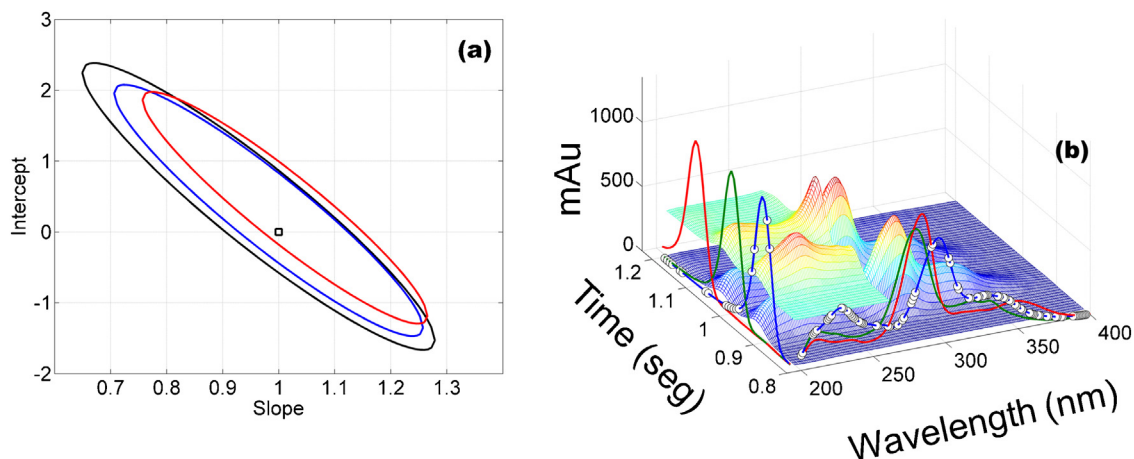 (a)
3
2
1
0
-1
-2
Intercept
0.7 0.8 0.9 1 1.1 1.2 1.3
Slope
(b)
1000
500
0
mAu
1.2
1.1
1
0.9
0.8
Time (seg)
200 250 300 350 400
Wavelength (nm)